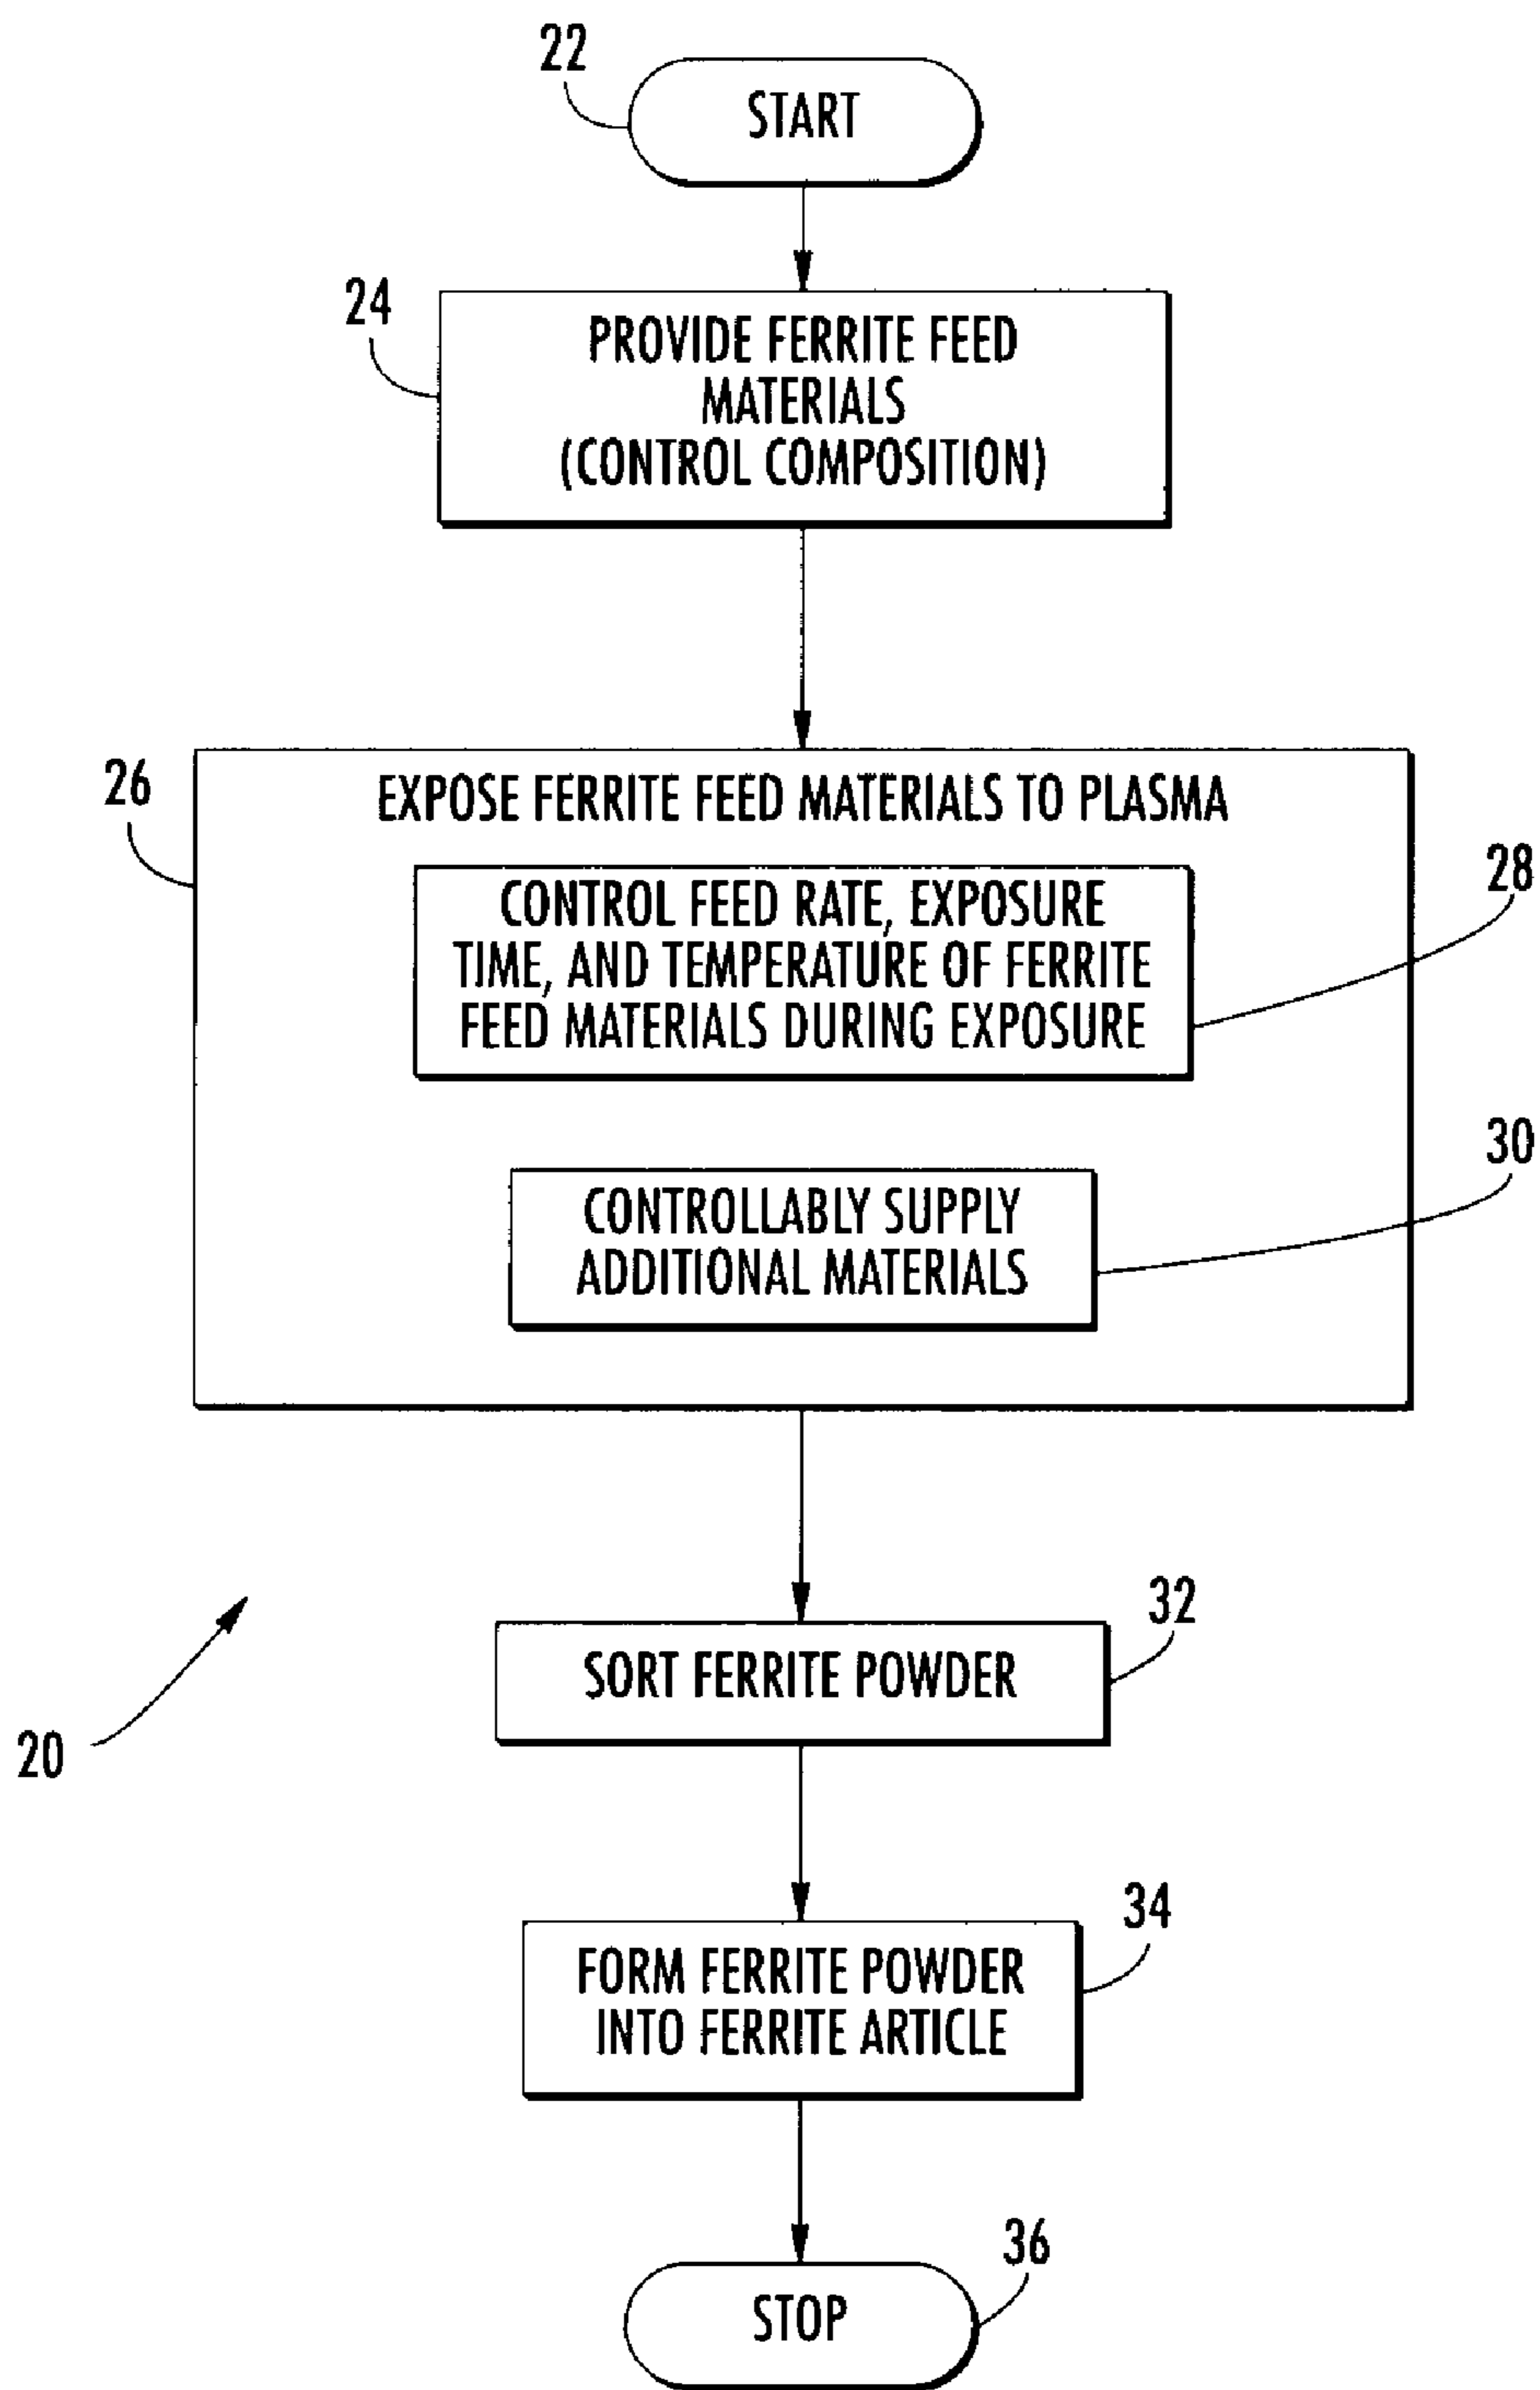 22
START
24
PROVIDE FERRITE FEED
MATERIALS
(CONTROL COMPOSITION)
26
EXPOSE FERRITE FEED MATERIALS TO PLASMA
28
CONTROL FEED RATE, EXPOSURE
TIME, AND TEMPERATURE OF FERRITE
FEED MATERIALS DURING EXPOSURE
30
CONTROLLABLY SUPPLY
ADDITIONAL MATERIALS
32
SORT FERRITE POWDER
20
34
FORM FERRITE POWDER
INTO FERRITE ARTICLE
36
STOP